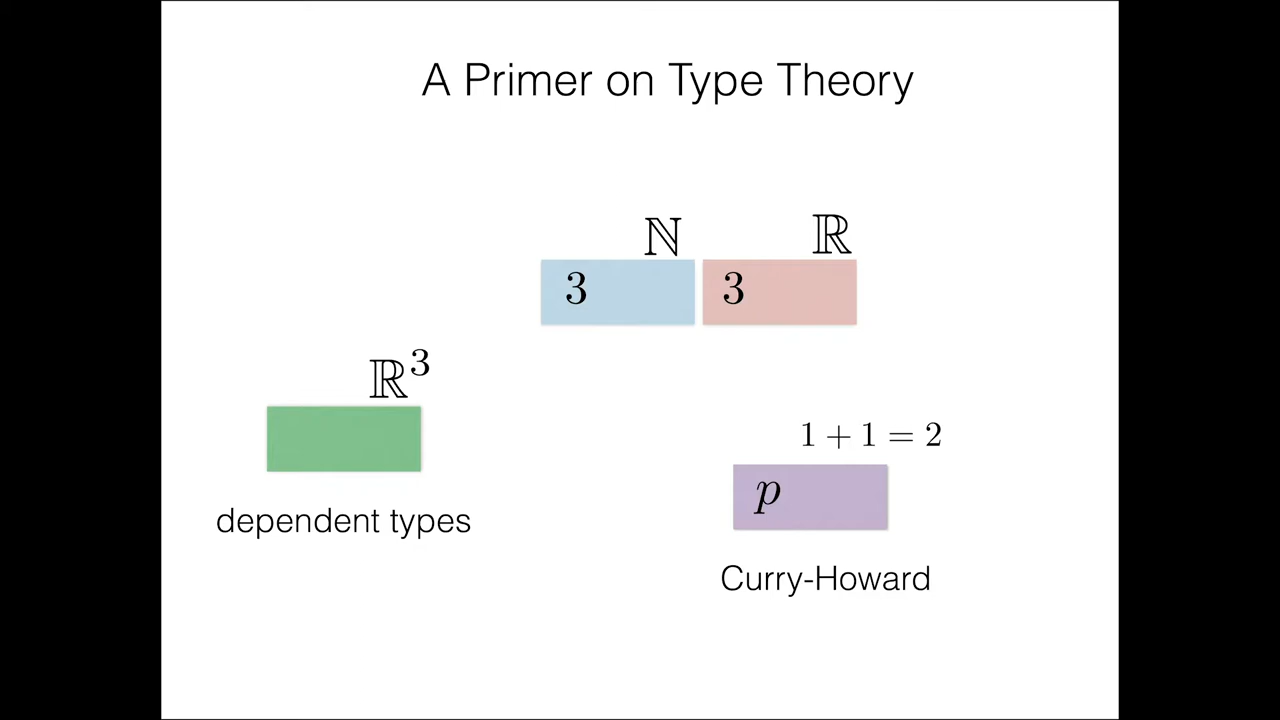 A Primer on Type Theory
ℕ ℝ
3 3
ℝ³
1 + 1 = 2
p
dependent types
Curry-Howard